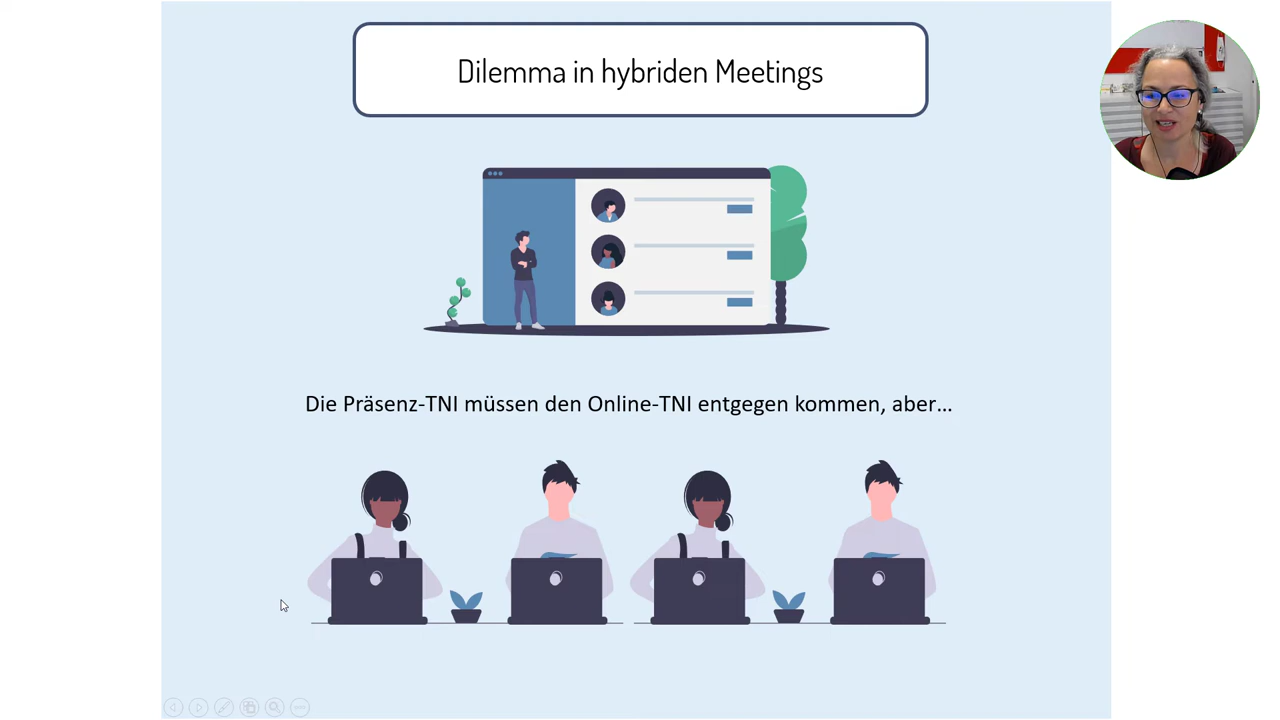 Dilemma in hybriden Meetings
Die Präsenz-TNI müssen den Online-TNI entgegen kommen, aber...